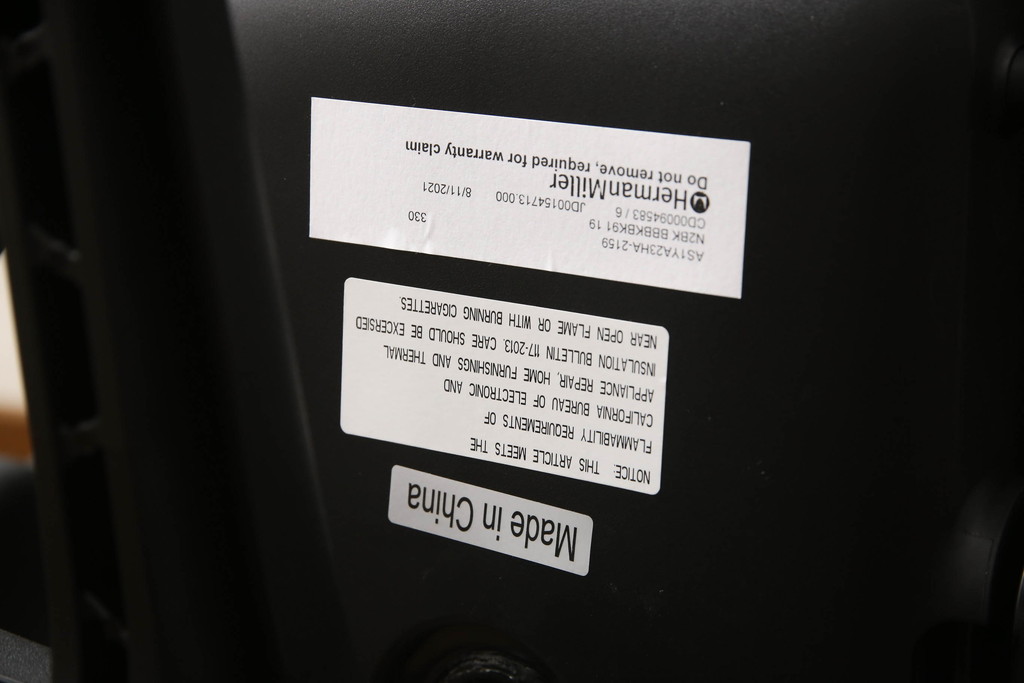 Made in China
NOTICE: THIS ARTICLE MEETS THE
FLAMMABILITY REQUIREMENTS OF
CALIFORNIA BUREAU OF ELECTRONIC AND
APPLIANCE REPAIR, HOME FURNISHINGS AND THERMAL
INSULATION BULLETIN 117-2013. CARE SHOULD BE EXCERSIED
NEAR OPEN FLAME OR WITH BURNING CIGARETTES.
AS1YA23HA-2159
N2BK BBBKBK91 19 330
CD00094583 / 6 JD00154713.000 8/11/2021
HermanMiller
Do not remove, required for warranty claim